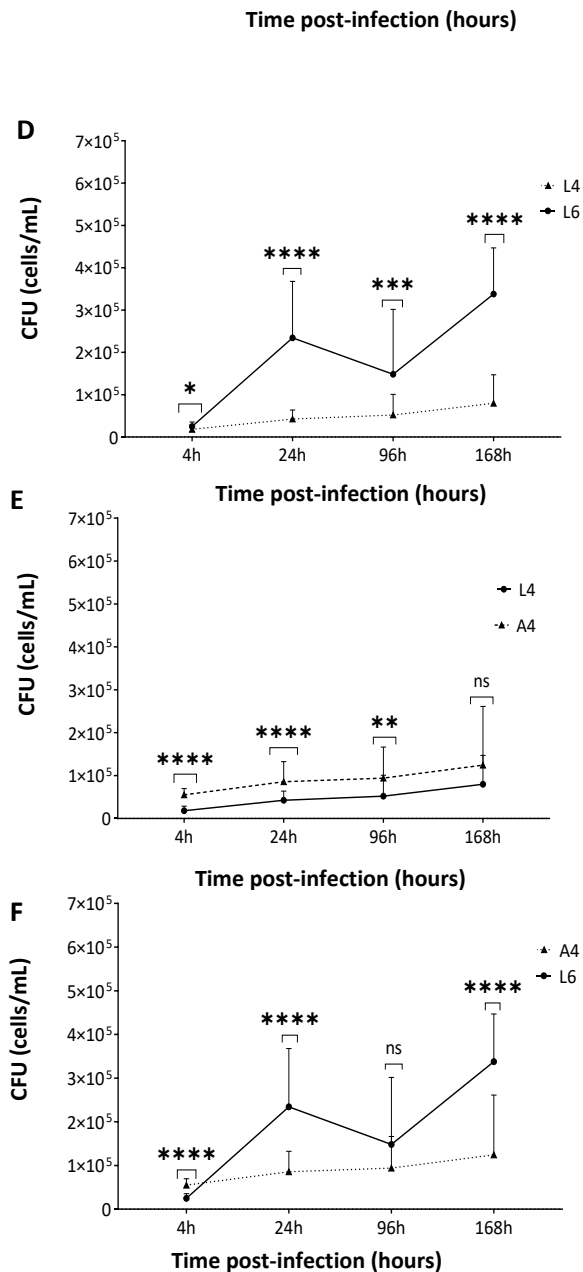 Time post-infection (hours)
D
7×10⁵
6×10⁵
5×10⁵
4×10⁵
3×10⁵
2×10⁵
1×10⁵
0
CFU (cells/mL)
L4
L6
*
****
***
****
4h 24h 96h 168h
Time post-infection (hours)
E
7×10⁵
6×10⁵
5×10⁵
4×10⁵
3×10⁵
2×10⁵
1×10⁵
0
CFU (cells/mL)
L4
A4
****
****
**
ns
4h 24h 96h 168h
Time post-infection (hours)
F
7×10⁵
6×10⁵
5×10⁵
4×10⁵
3×10⁵
2×10⁵
1×10⁵
0
CFU (cells/mL)
A4
L6
****
****
ns
****
4h 24h 96h 168h
Time post-infection (hours)